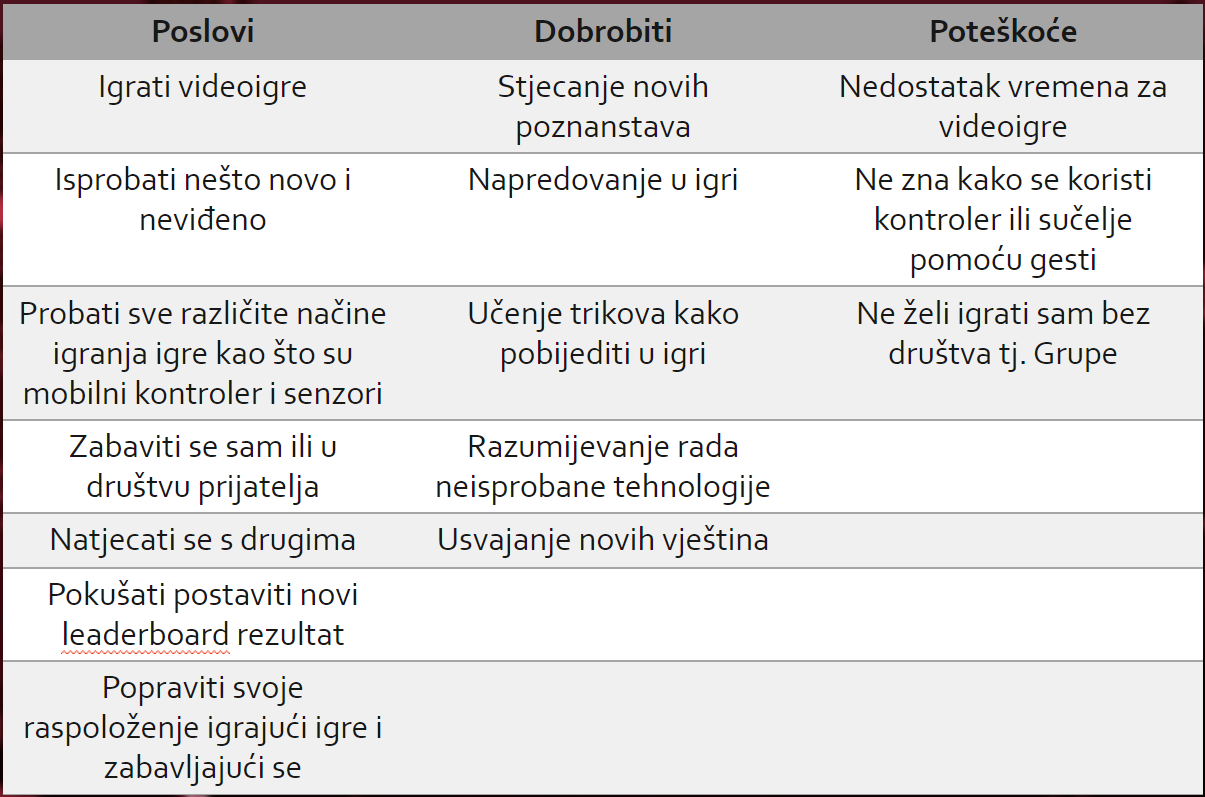 Poslovi Dobrobiti Poteškoće
Igrati videoigre
Stjecanje novih
poznanstava
Nedostatak vremena za
videoigre
Isprobati nešto novo i
neviđeno
Napredovanje u igri
Ne zna kako se koristi
kontroler ili sučelje
pomoću gesti
Probati sve različite načine
igranja igre kao što su
mobilni kontroler i senzori
Učenje trikova kako
pobijediti u igri
Ne želi igrati sam bez
društva tj. Grupe
Zabaviti se sam ili u
društvu prijatelja
Razumijevanje rada
neisprobane tehnologije
Natjecati se s drugima
Usvajanje novih vještina
Pokušati postaviti novi
leaderboard rezultat
Popraviti svoje
raspoloženje igrajući igre i
zabavljajući se